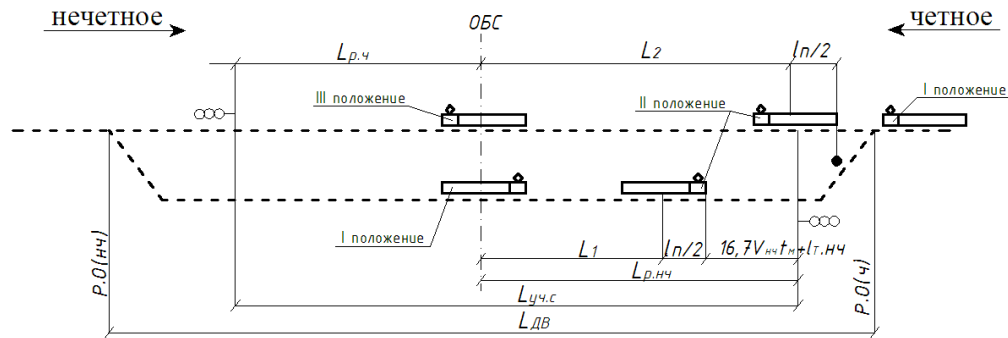 нечетное
ОБС
четное
Lр.ч
L2
lп/2
III положение
II положение
I положение
I положение
L1
lп/2
16,7Vнчtм+lт.нч
Lр.нч
Р.О(нч)
Р.О(ч)
Lуч.с
LДВ